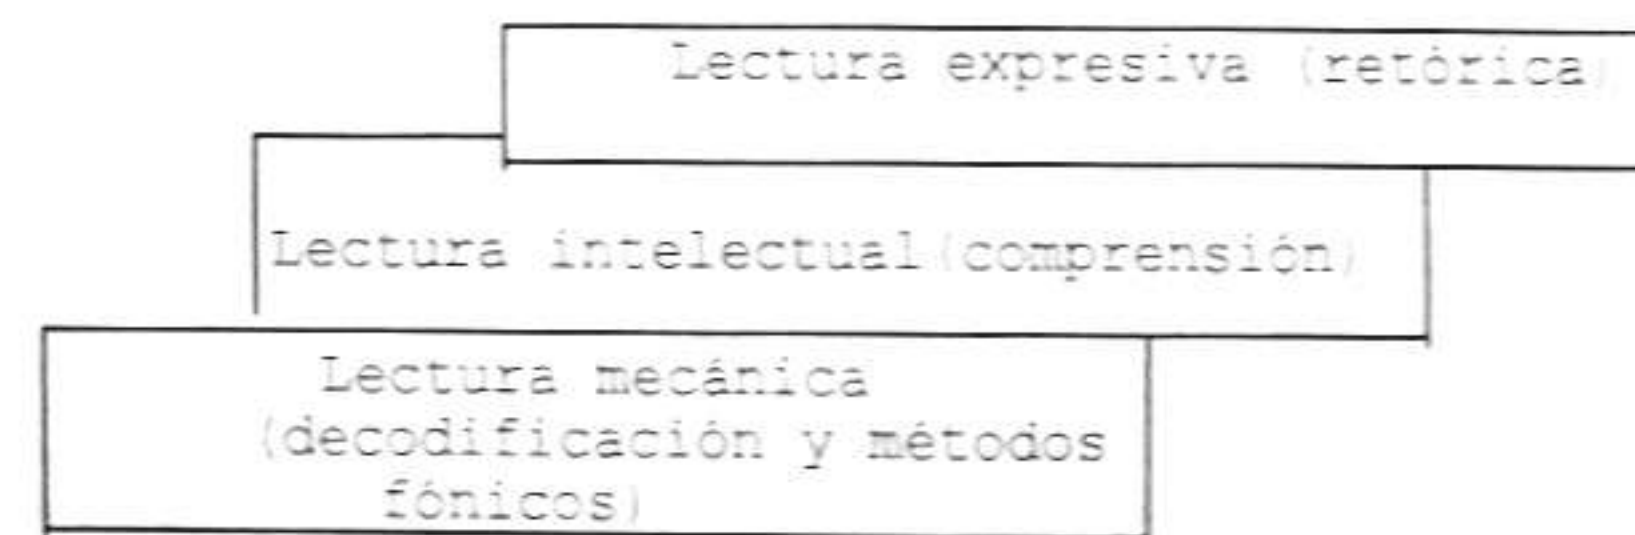 Lectura expresiva (retórica)
Lectura intelectual(comprensión)
Lectura mecánica
(decodificación y métodos
fónicos)